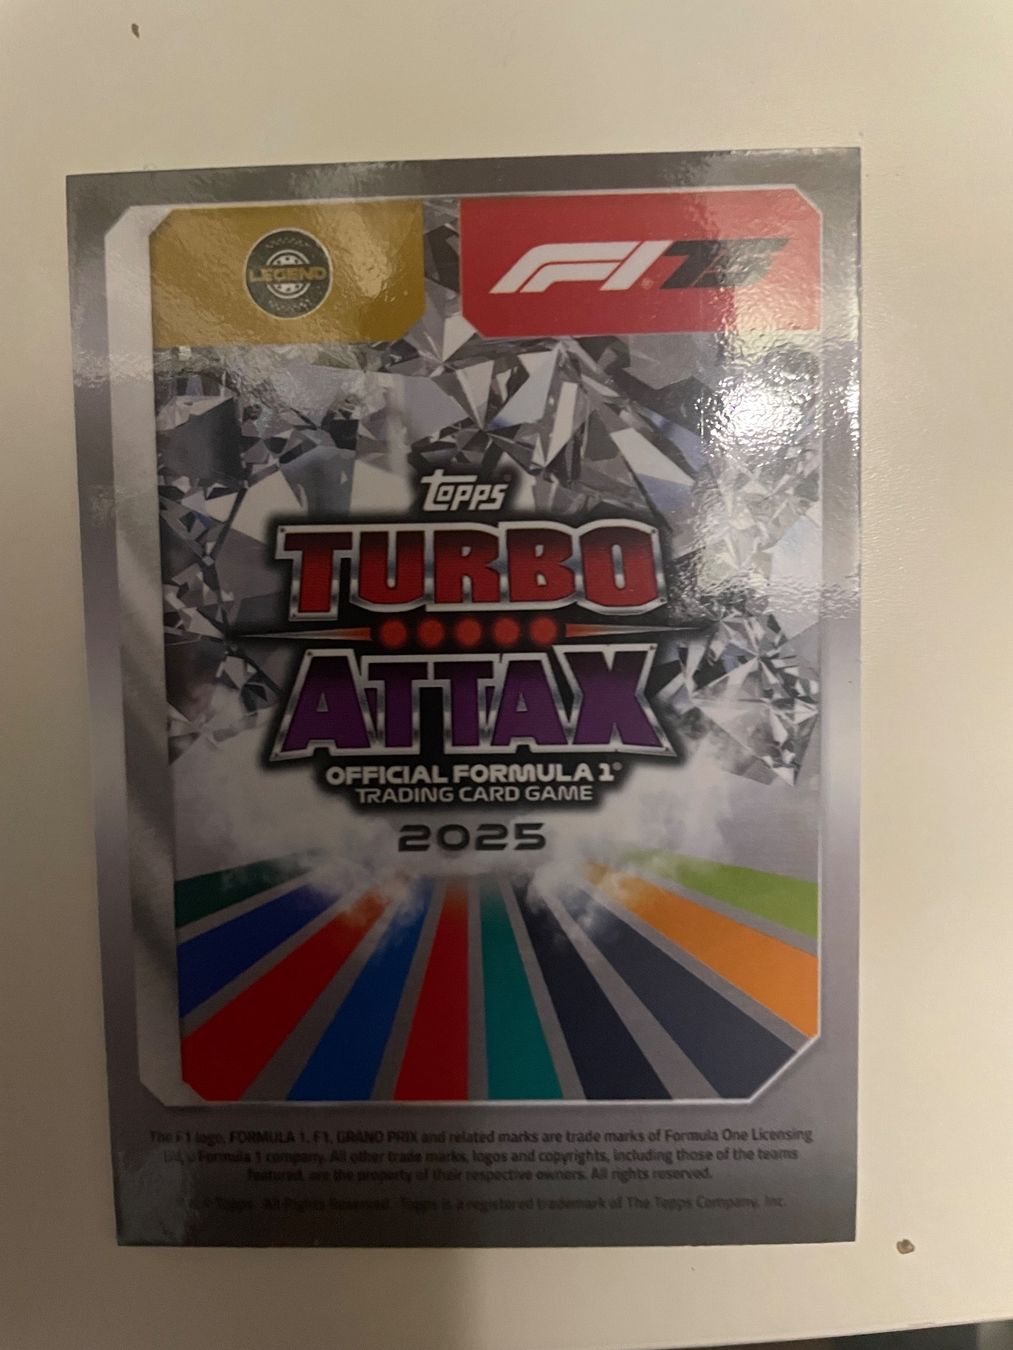 LEGEND
F1 75
Topps
TURBO
ATTAX
OFFICIAL FORMULA 1®
TRADING CARD GAME
2025
The F1 logo, FORMULA 1, F1, GRAND PRIX and related marks are trade marks of Formula One Licensing
a Formula 1 company. All other trade marks, logos and copyrights, including those of the teams
featured, are the property of their respective owners. All rights reserved.
Topps. All Rights Reserved. Topps is a registered trademark of The Topps Company, Inc.